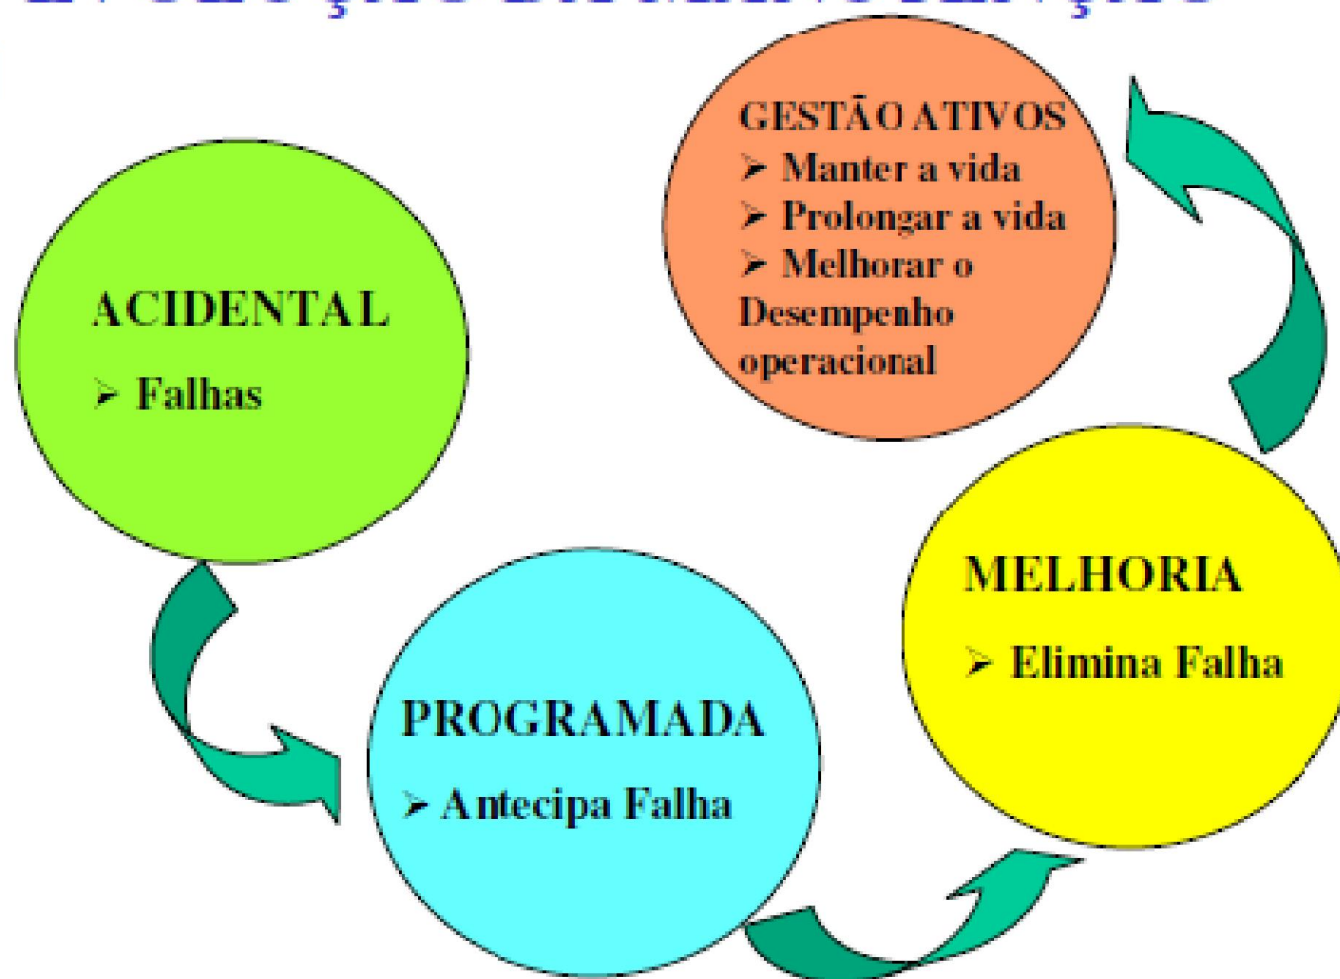 ACIDENTAL
➢ Falhas
PROGRAMADA
➢ Antecipa Falha
MELHORIA
➢ Elimina Falha
GESTÃO ATIVOS
➢ Manter a vida
➢ Prolongar a vida
➢ Melhorar o
Desempenho
operacional